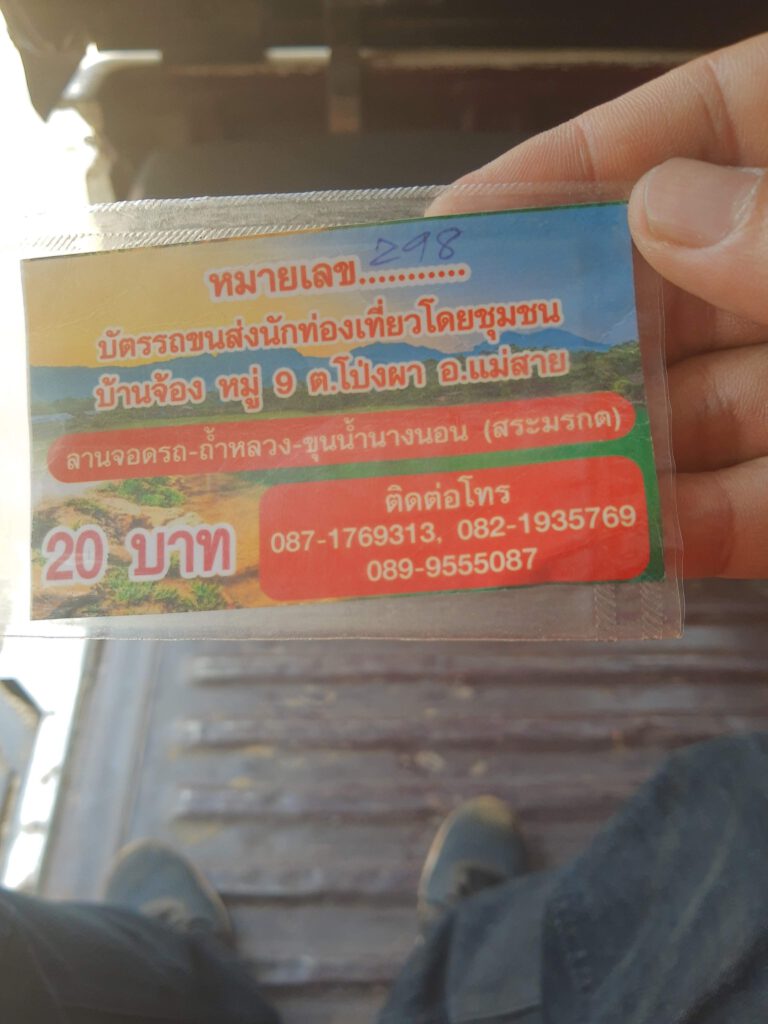 หมายเลข........... 298
บัตรรถขนส่งนักท่องเที่ยวโดยชุมชน
บ้านจ้อง หมู่ 9 ต.โป่งผา อ.แม่สาย
ลานจอดรถ-ถ้ำหลวง-ขุนน้ำนางนอน (สระมรกต)
20 บาท
ติดต่อโทร
087-1769313, 082-1935769
089-9555087